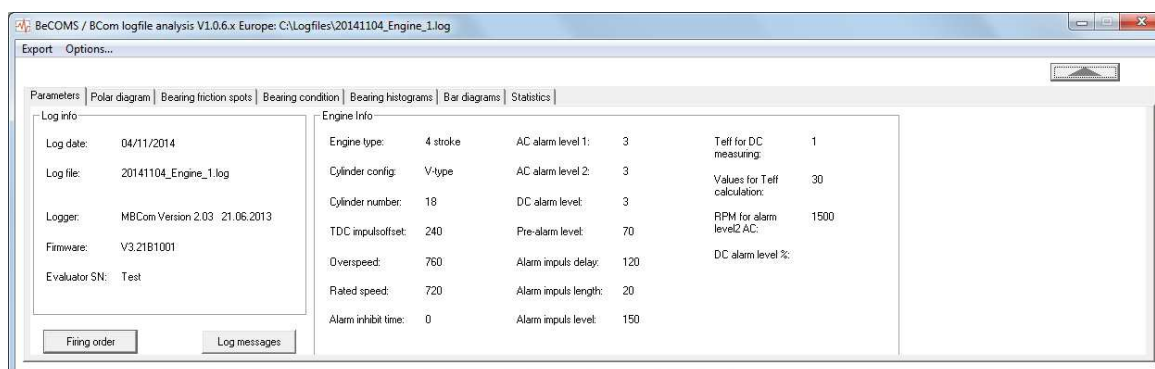 BeCOMS / BCom logfile analysis V1.0.6.x Europe: C:\Logfiles\20141104_Engine_1.log
Export Options...
Parameters Polar diagram Bearing friction spots Bearing condition Bearing histograms Bar diagrams Statistics
Log info
Log date: 04/11/2014
Log file: 20141104_Engine_1.log
Logger: MBCom Version 2.03 21.06.2013
Firmware: V3.21B1001
Evaluator SN: Test
Firing order
Log messages
Engine Info
Engine type: 4 stroke
Cylinder config: V-type
Cylinder number: 18
TDC impulsoffset: 240
Overspeed: 760
Rated speed: 720
Alarm inhibit time: 0
AC alarm level 1: 3
AC alarm level 2: 3
DC alarm level: 3
Pre-alarm level: 70
Alarm impuls delay: 120
Alarm impuls length: 20
Alarm impuls level: 150
Teff for DC 1
measuring:
Values for Teff 30
calculation:
RPM for alarm 1500
level2 AC:
DC alarm level %: